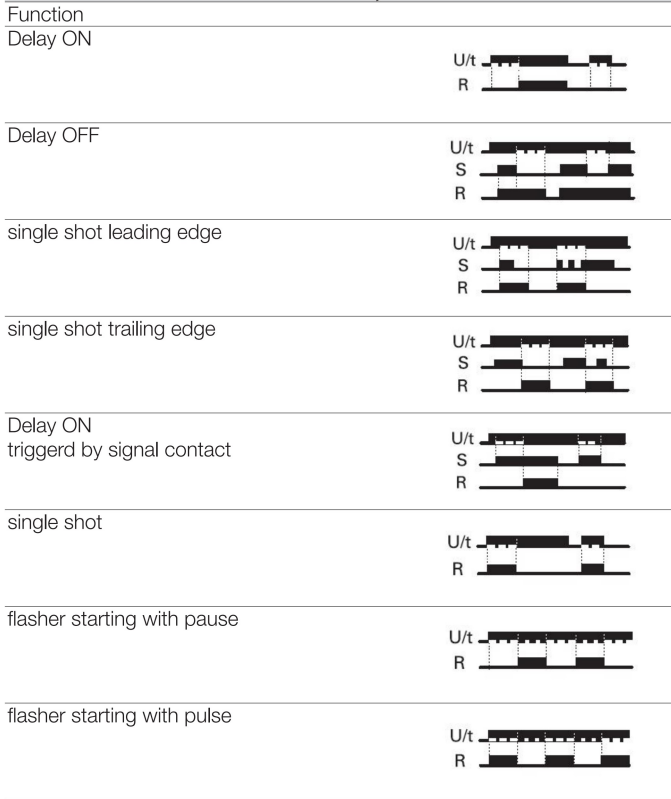 Function
Delay ON
U/t
R
Delay OFF
U/t
S
R
single shot leading edge
U/t
S
R
single shot trailing edge
U/t
S
R
Delay ON
triggerd by signal contact
U/t
S
R
single shot
U/t
R
flasher starting with pause
U/t
R
flasher starting with pulse
U/t
R